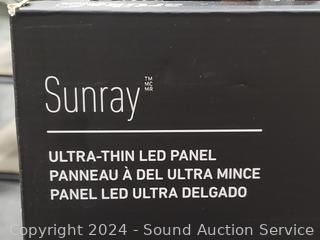 Sunray TM MC MR
ULTRA-THIN LED PANEL
PANNEAU À DEL ULTRA MINCE
PANEL LED ULTRA DELGADO
Copyright 2024 - Sound Auction Service